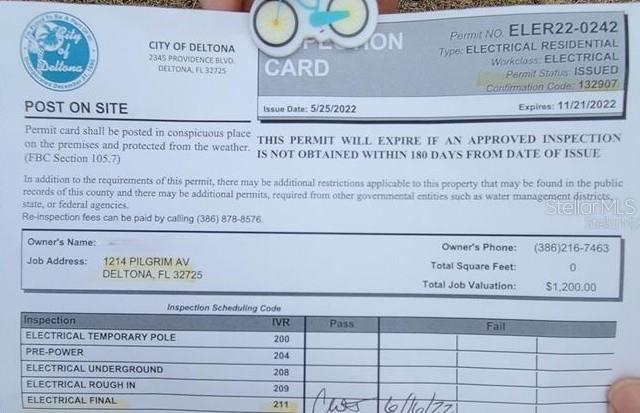 City of Deltona
CITY OF DELTONA
2345 PROVIDENCE BLVD.
DELTONA, FL 32725
CARD
Permit NO. ELER22-0242
Type: ELECTRICAL RESIDENTIAL
Workclass: ELECTRICAL
Permit Status: ISSUED
Confirmation Code: 132907
Issue Date: 5/25/2022 Expires: 11/21/2022
POST ON SITE
Permit card shall be posted in conspicuous place
on the premises and protected from the weather.
(FBC Section 105.7)
THIS PERMIT WILL EXPIRE IF AN APPROVED INSPECTION
IS NOT OBTAINED WITHIN 180 DAYS FROM DATE OF ISSUE
In addition to the requirements of this permit, there may be additional restrictions applicable to this property that may be found in the public
records of this county and there may be additional permits, required from other governmental entities such as water management districts,
state, or federal agencies.
Re-inspection fees can be paid by calling (386) 878-8576.
StellarMLS
StellarMLS
Owner's Name:
Job Address: 1214 PILGRIM AV
DELTONA, FL 32725
Owner's Phone: (386)216-7463
Total Square Feet: 0
Total Job Valuation: $1,200.00
Inspection Scheduling Code
Inspection IVR Pass Fail
ELECTRICAL TEMPORARY POLE 200
PRE-POWER 204
ELECTRICAL UNDERGROUND 208
ELECTRICAL ROUGH IN 209
ELECTRICAL FINAL 211 6/16/22